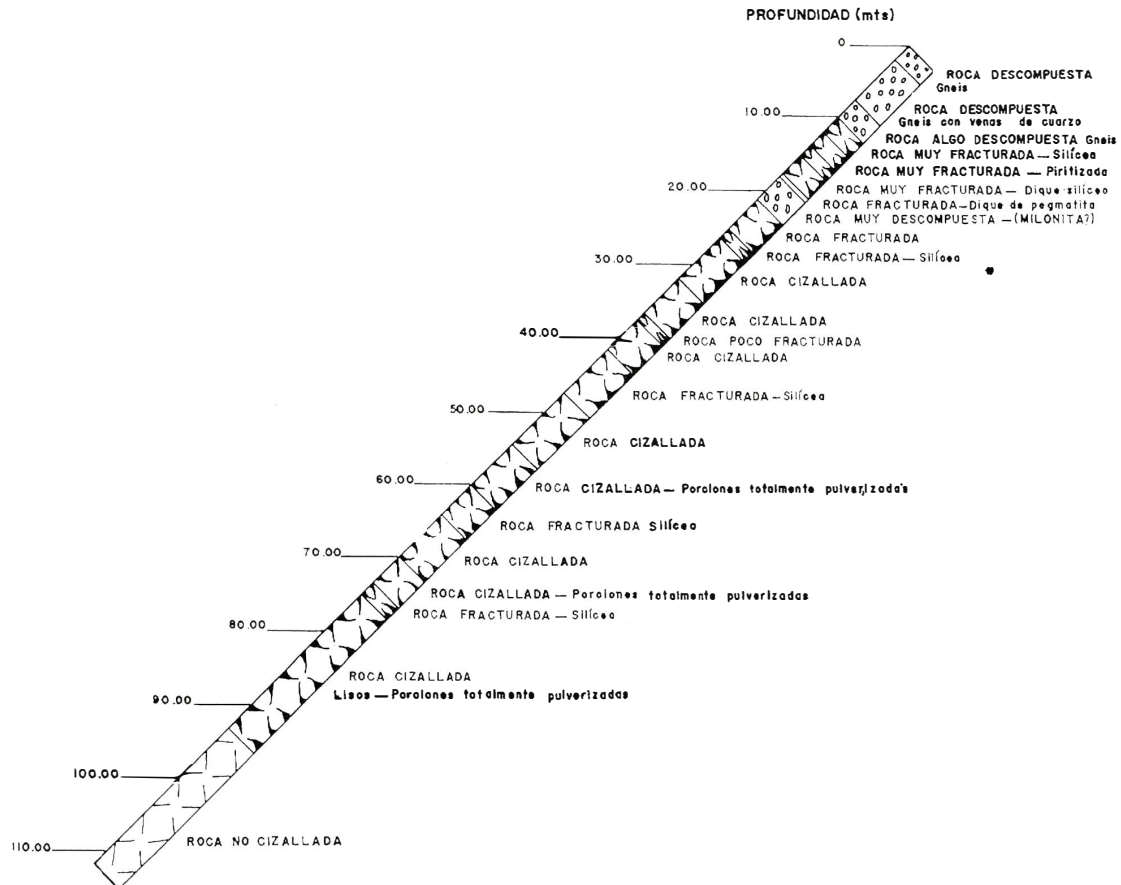 PROFUNDIDAD (mts)
0
ROCA DESCOMPUESTA
Gneis
ROCA DESCOMPUESTA
Gneis con venas de cuarzo
10.00
ROCA ALGO DESCOMPUESTA Gneis
ROCA MUY FRACTURADA — Silícea
ROCA MUY FRACTURADA — Piritizada
20.00
ROCA MUY FRACTURADA — Dique silíceo
ROCA FRACTURADA — Dique de pegmatita
ROCA MUY DESCOMPUESTA — (MILONITA?)
ROCA FRACTURADA
30.00
ROCA FRACTURADA — Silícea
ROCA CIZALLADA
ROCA CIZALLADA
40.00
ROCA POCO FRACTURADA
ROCA CIZALLADA
ROCA FRACTURADA — Silícea
50.00
ROCA CIZALLADA
60.00
ROCA CIZALLADA — Porciones totalmente pulverizada's
ROCA FRACTURADA Silícea
70.00
ROCA CIZALLADA
ROCA CIZALLADA — Porciones totalmente pulverizadas
ROCA FRACTURADA — Silícea
80.00
ROCA CIZALLADA
Lisos — Porciones totalmente pulverizadas
90.00
100.00
ROCA NO CIZALLADA
110.00